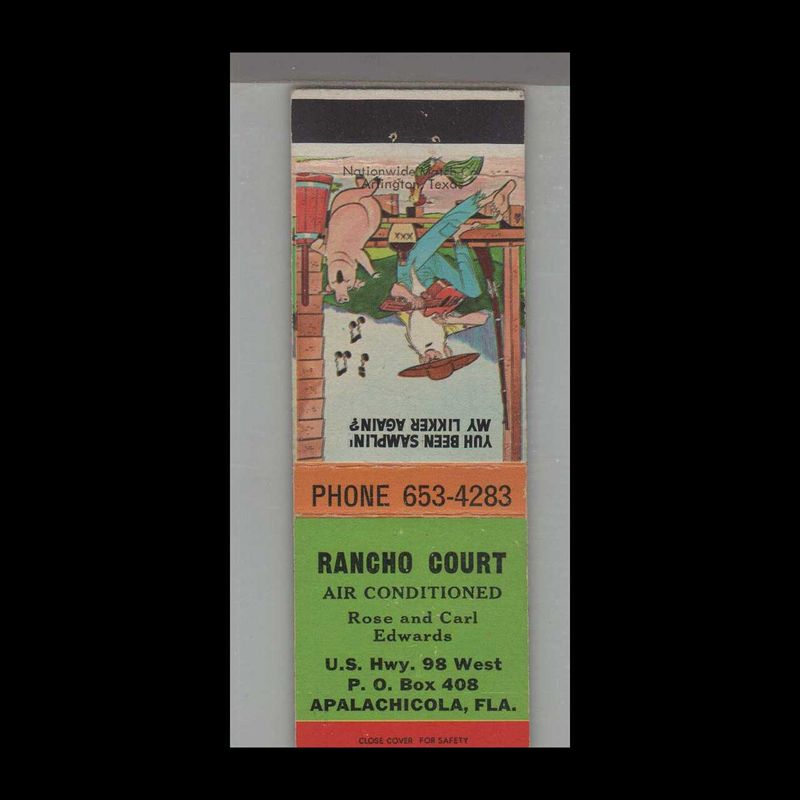 Nationwide Match Co.
Arlington, Texas
XXX
YUH BEEN SAMPLIN'
MY LIKKER AGAIN?
PHONE 653-4283
RANCHO COURT
AIR CONDITIONED
Rose and Carl
Edwards
U.S. Hwy. 98 West
P. O. Box 408
APALACHICOLA, FLA.
CLOSE COVER FOR SAFETY